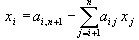 x_i = a_{i,n+1} - \sum_{j=i+1}^{n} a_{ij} x_j